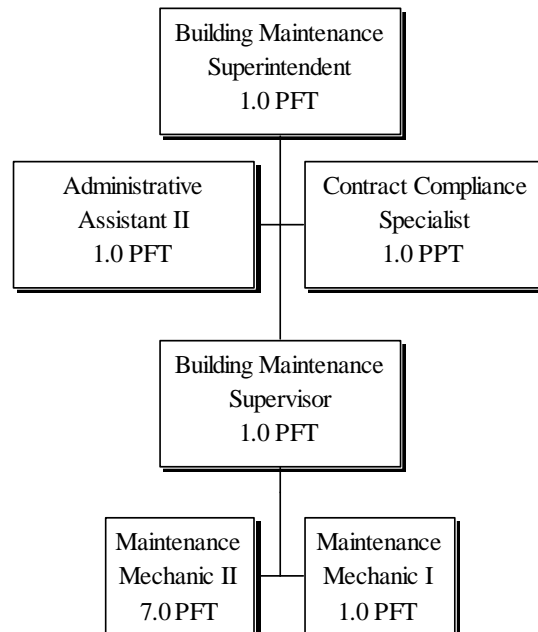 Building Maintenance
Superintendent
1.0 PFT
Administrative
Assistant II
1.0 PFT
Contract Compliance
Specialist
1.0 PPT
Building Maintenance
Supervisor
1.0 PFT
Maintenance
Mechanic II
7.0 PFT
Maintenance
Mechanic I
1.0 PFT